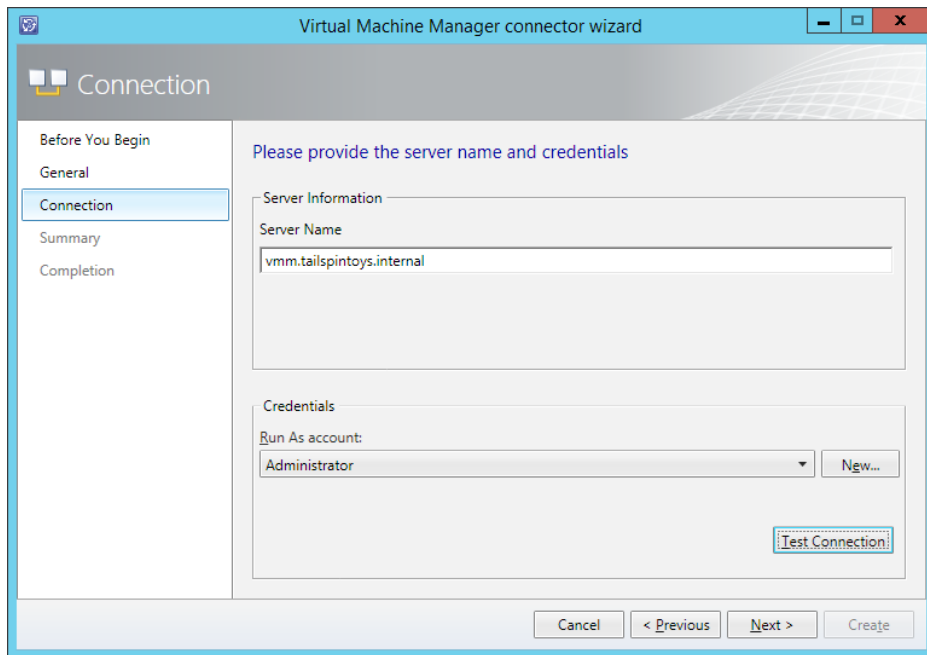 Virtual Machine Manager connector wizard
Connection
Before You Begin
General
Connection
Summary
Completion
Please provide the server name and credentials
Server Information
Server Name
vmm.tailspintoys.internal
Credentials
Run As account:
Administrator
New...
Test Connection
Cancel
< Previous
Next >
Create